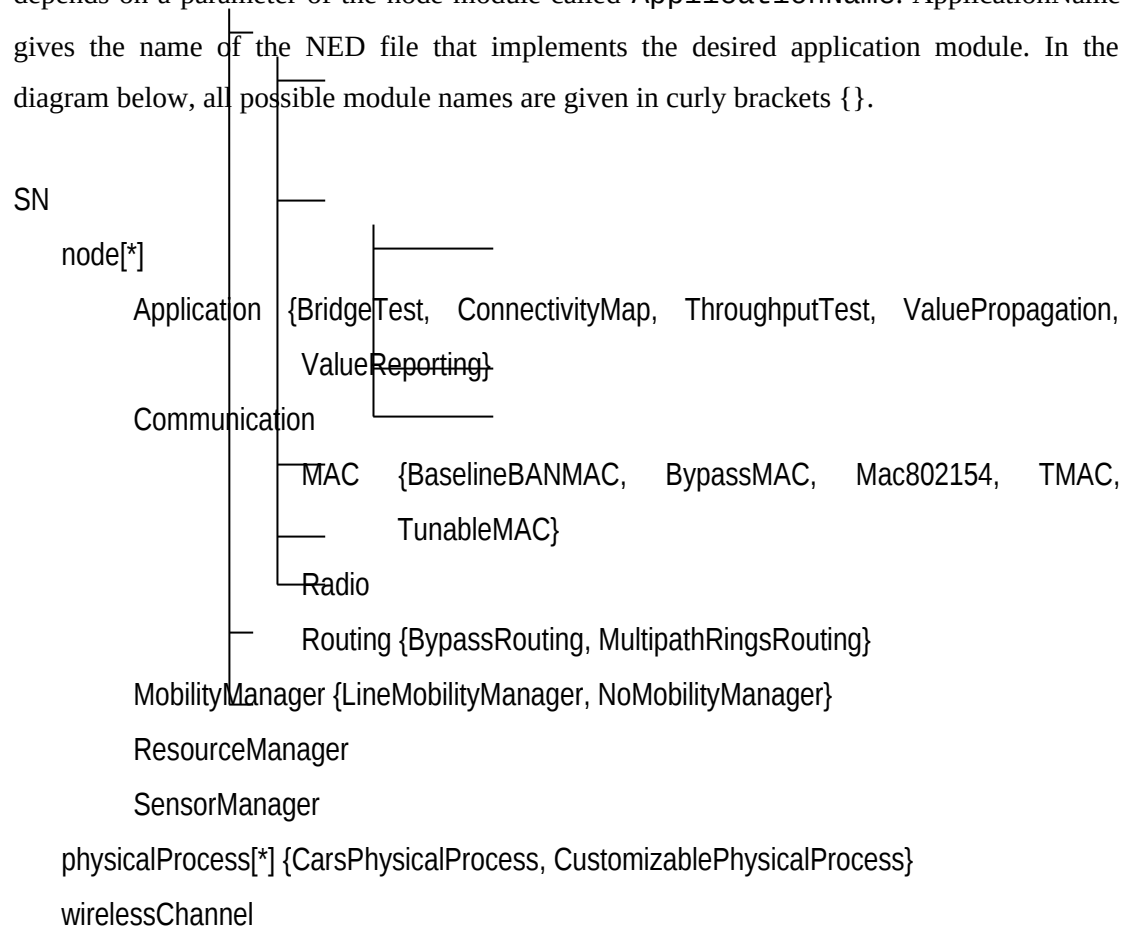 depends on a parameter of the node module called ApplicationName. ApplicationName
gives the name of the NED file that implements the desired application module. In the
diagram below, all possible module names are given in curly brackets {}.
SN
node[*]
Application {BridgeTest, ConnectivityMap, ThroughputTest, ValuePropagation,
ValueReporting}
Communication
MAC {BaselineBANMAC, BypassMAC, Mac802154, TMAC,
TunableMAC}
Radio
Routing {BypassRouting, MultipathRingsRouting}
MobilityManager {LineMobilityManager, NoMobilityManager}
ResourceManager
SensorManager
physicalProcess[*] {CarsPhysicalProcess, CustomizablePhysicalProcess}
wirelessChannel